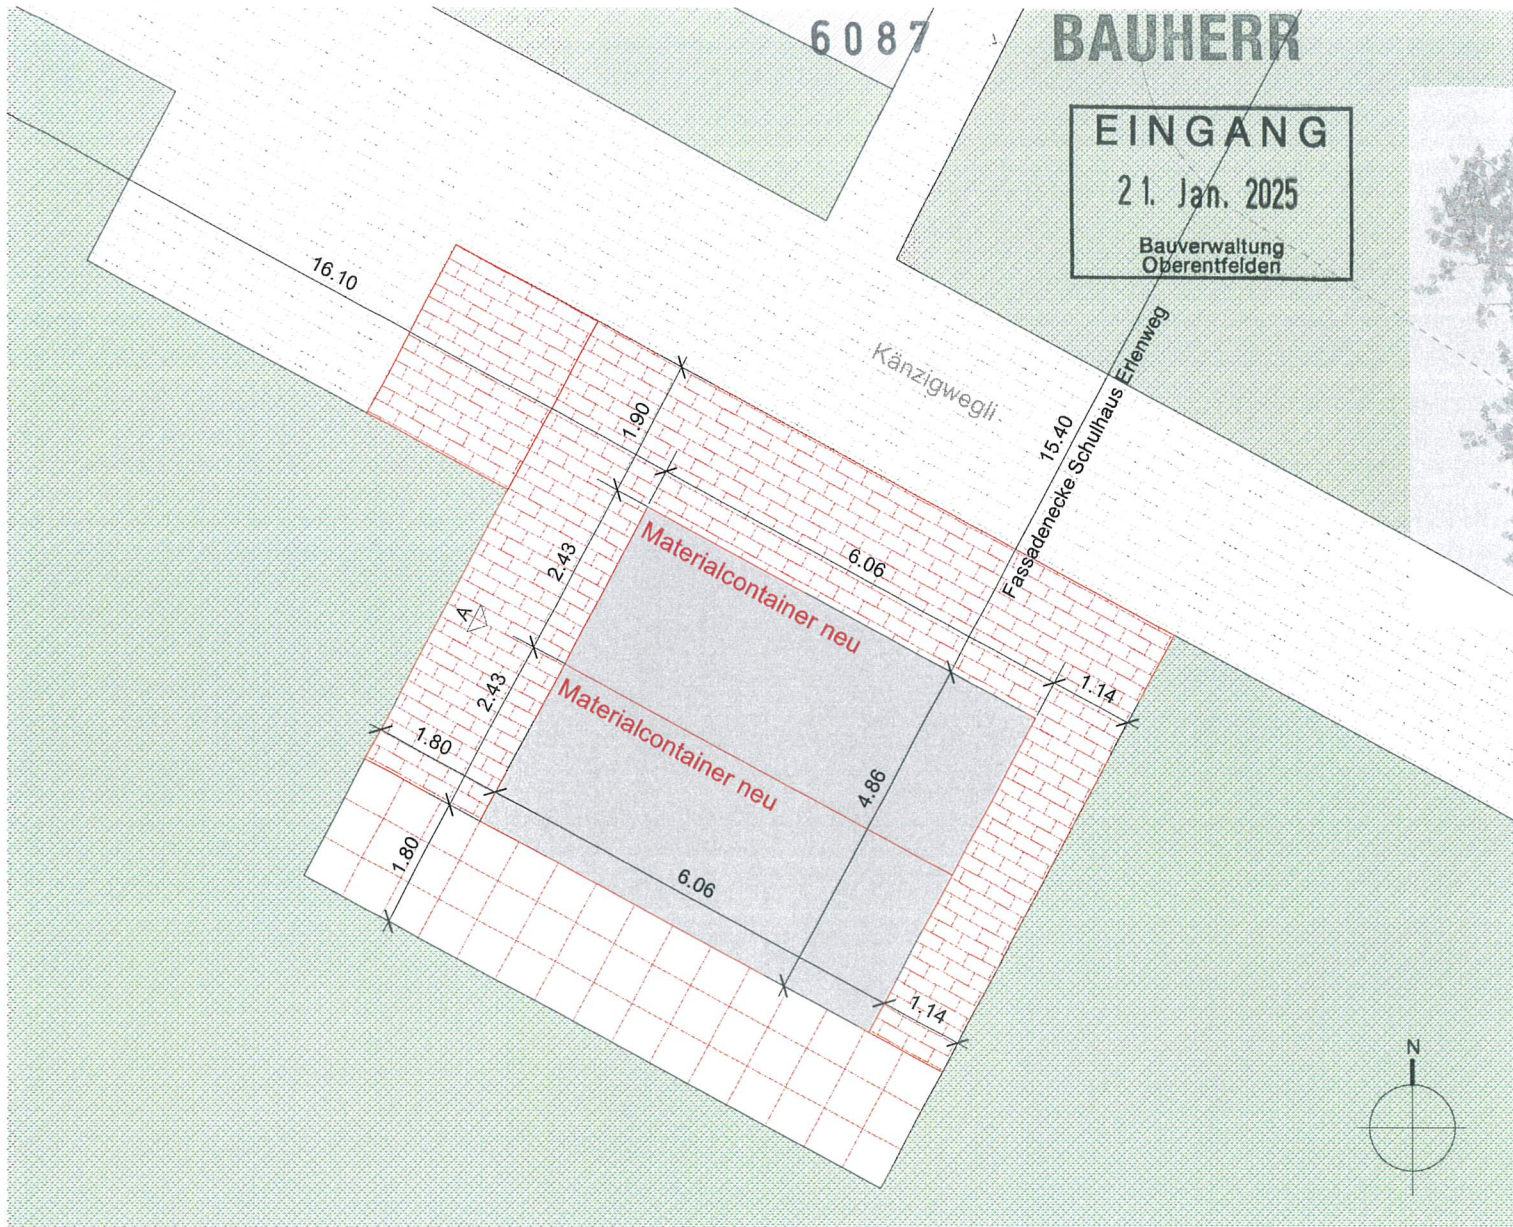 6087
BAUHERR
EINGANG
21. Jan. 2025
Bauverwaltung
Oberentfelden
16.10
Känzigwegli
15.40
Fassadenecke Schulhaus Erlenweg
1.90
2.43
6.06
Materialcontainer neu
A
2.43
1.14
Materialcontainer neu
1.80
4.86
1.80
6.06
1.14
N